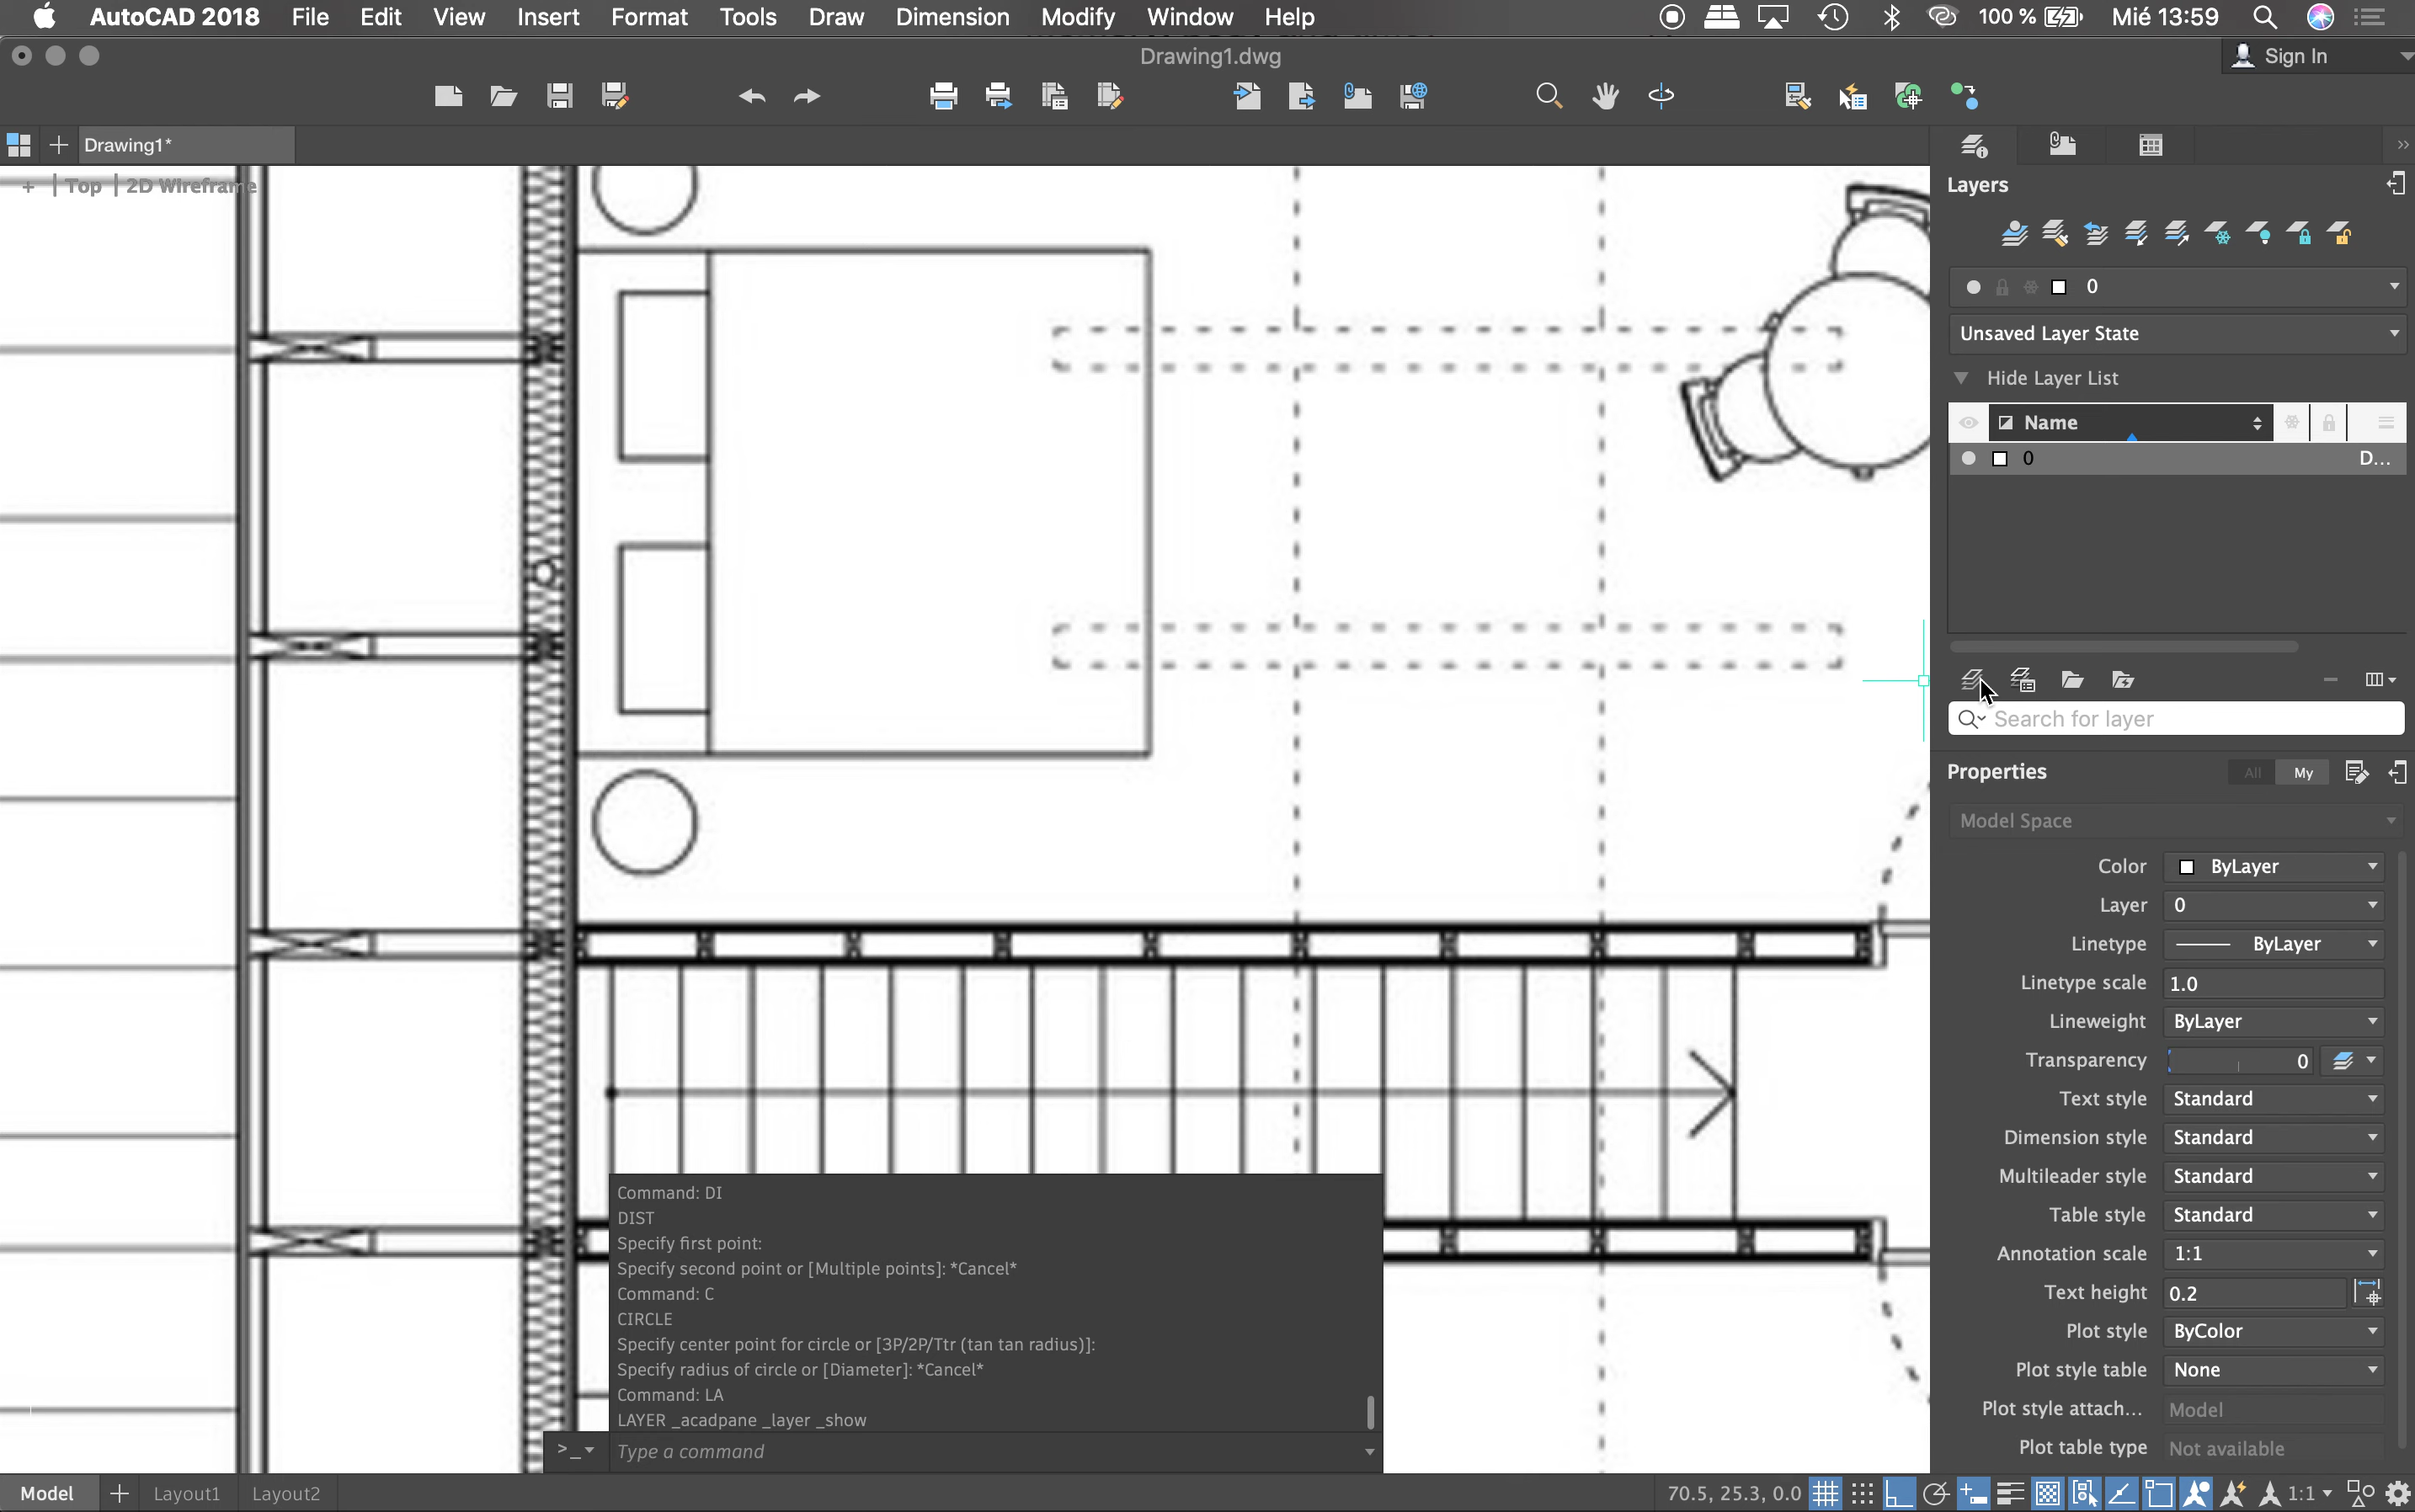 AutoCAD 2018 File Edit View Insert Format Tools Draw Dimension Modify Window Help 100 % Mié 13:59
Drawing1.dwg
Sign In
Drawing1*
+ | Top | 2D Wireframe
Layers
0
Unsaved Layer State
Hide Layer List
Name
0 D...
Search for layer
Properties
All My
Model Space
Color ByLayer
Layer 0
Linetype ByLayer
Linetype scale 1.0
Lineweight ByLayer
Transparency 0
Text style Standard
Dimension style Standard
Multileader style Standard
Table style Standard
Annotation scale 1:1
Text height 0.2
Plot style ByColor
Plot style table None
Plot style attach... Model
Plot table type Not available
Command: DI
DIST
Specify first point:
Specify second point or [Multiple points]: *Cancel*
Command: C
CIRCLE
Specify center point for circle or [3P/2P/Ttr (tan tan radius)]:
Specify radius of circle or [Diameter]: *Cancel*
Command: LA
LAYER _acadpane _layer _show
>_ Type a command
Model + Layout1 Layout2 70.5, 25.3, 0.0 1:1